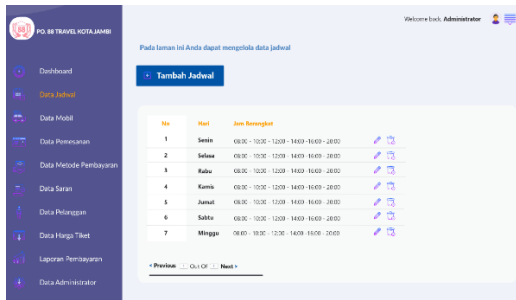 Welcome back, Administrator
PO. 88 TRAVEL KOTA JAMBI
Pada laman ini Anda dapat mengelola data jadwal
Tambah Jadwal
Dashboard
Data Jadwal
Data Mobil
Data Pemesanan
Data Metode Pembayaran
Data Saran
Data Pelanggan
Data Harga Tiket
Laporan Pembayaran
Data Administrator
No Hari Jam Berangkat
1 Senin 08:00 - 10:00 - 12:00 - 14:00 -16:00 - 20:00
2 Selasa 08:00 - 10:00 - 12:00 - 14:00 -16:00 - 20:00
3 Rabu 08:00 - 10:00 - 12:00 - 14:00 -16:00 - 20:00
4 Kamis 08:00 - 10:00 - 12:00 - 14:00 -16:00 - 20:00
5 Jumat 08:00 - 10:00 - 12:00 - 14:00 -16:00 - 20:00
6 Sabtu 08:00 - 10:00 - 12:00 - 14:00 -16:00 - 20:00
7 Minggu 08:00 - 10:00 - 12:00 - 14:00 -16:00 - 20:00
< Previous Out Of Next >